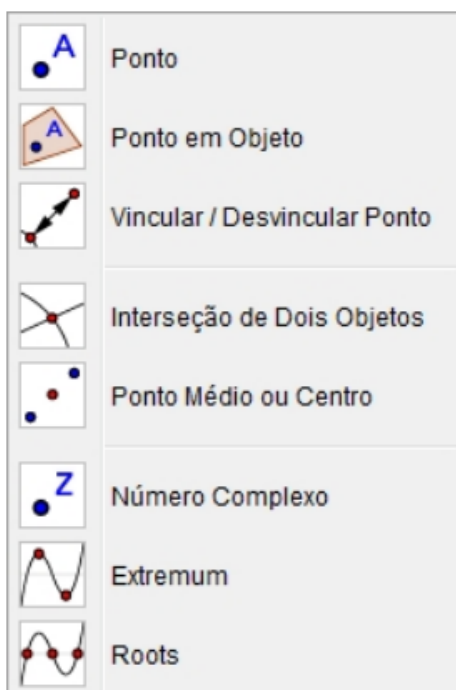 A Ponto
A Ponto em Objeto
Vincular / Desvincular Ponto
Interseção de Dois Objetos
Ponto Médio ou Centro
Z Número Complexo
Extremum
Roots